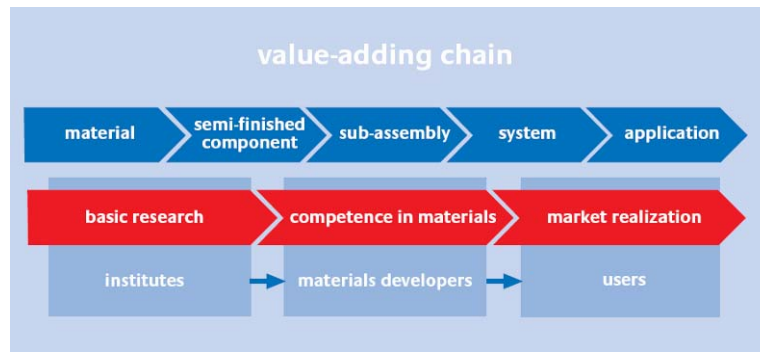 value-adding chain
material
semi-finished
component
sub-assembly
system
application
basic research
competence in materials
market realization
institutes
materials developers
users